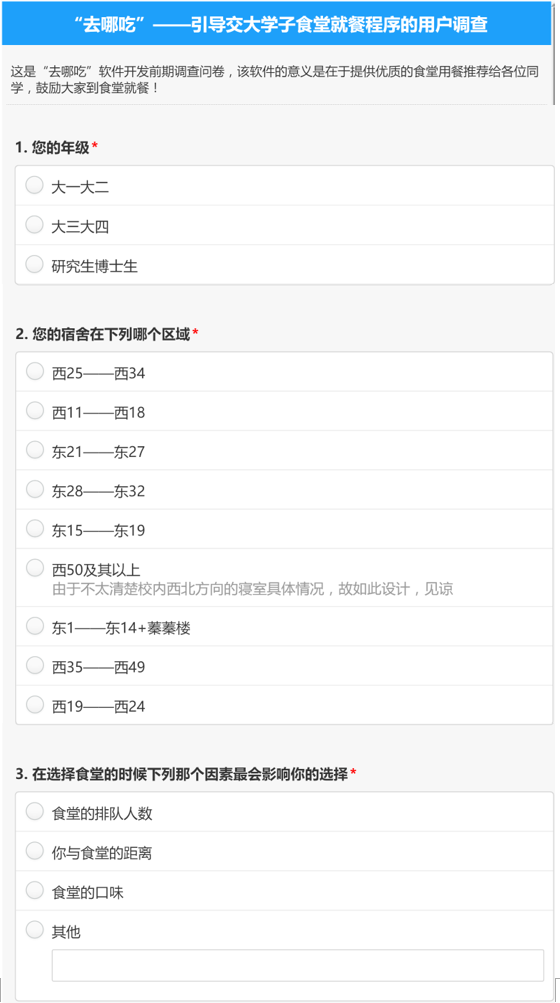 “去哪吃”——引导交大学子食堂就餐程序的用户调查
这是“去哪吃”软件开发前期调查问卷，该软件的意义是在于提供优质的食堂用餐推荐给各位同
学，鼓励大家到食堂就餐！
1. 您的年级*
大一大二
大三大四
研究生博士生
2. 您的宿舍在下列哪个区域*
西25——西34
西11——西18
东21——东27
东28——东32
东15——东19
西50及其以上
由于不太清楚校内西北方向的寝室具体情况，故如此设计，见谅
东1——东14+蓁蓁楼
西35——西49
西19——西24
3. 在选择食堂的时候下列那个因素最会影响你的选择*
食堂的排队人数
你与食堂的距离
食堂的口味
其他